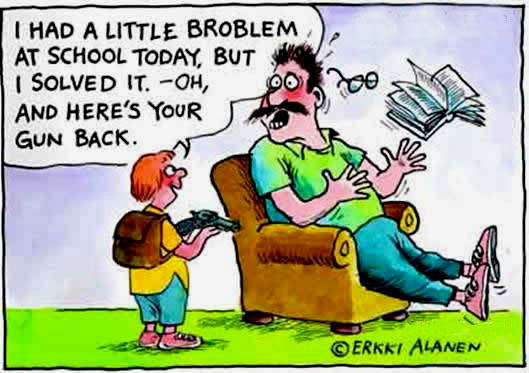 I HAD A LITTLE BROBLEM
AT SCHOOL TODAY, BUT
I SOLVED IT. –OH,
AND HERE'S YOUR
GUN BACK.
©ERKKI ALANEN